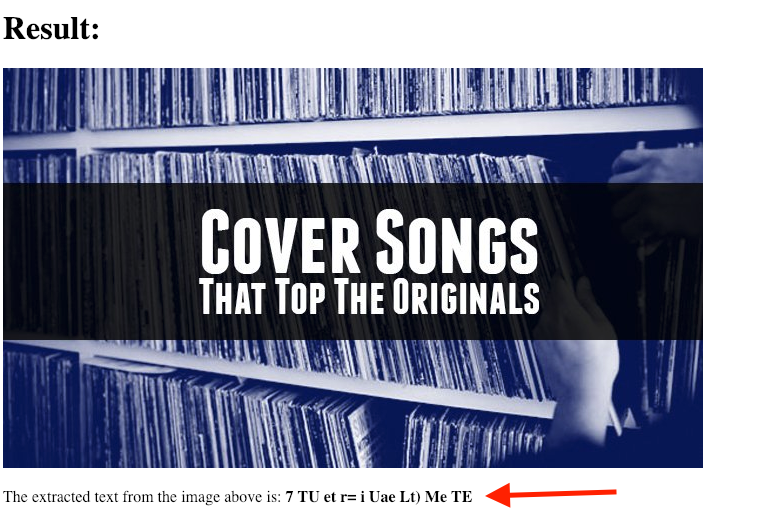 Result:
COVER SONGS
THAT TOP THE ORIGINALS
The extracted text from the image above is: 7 TU et r= i Uae Lt) Me TE